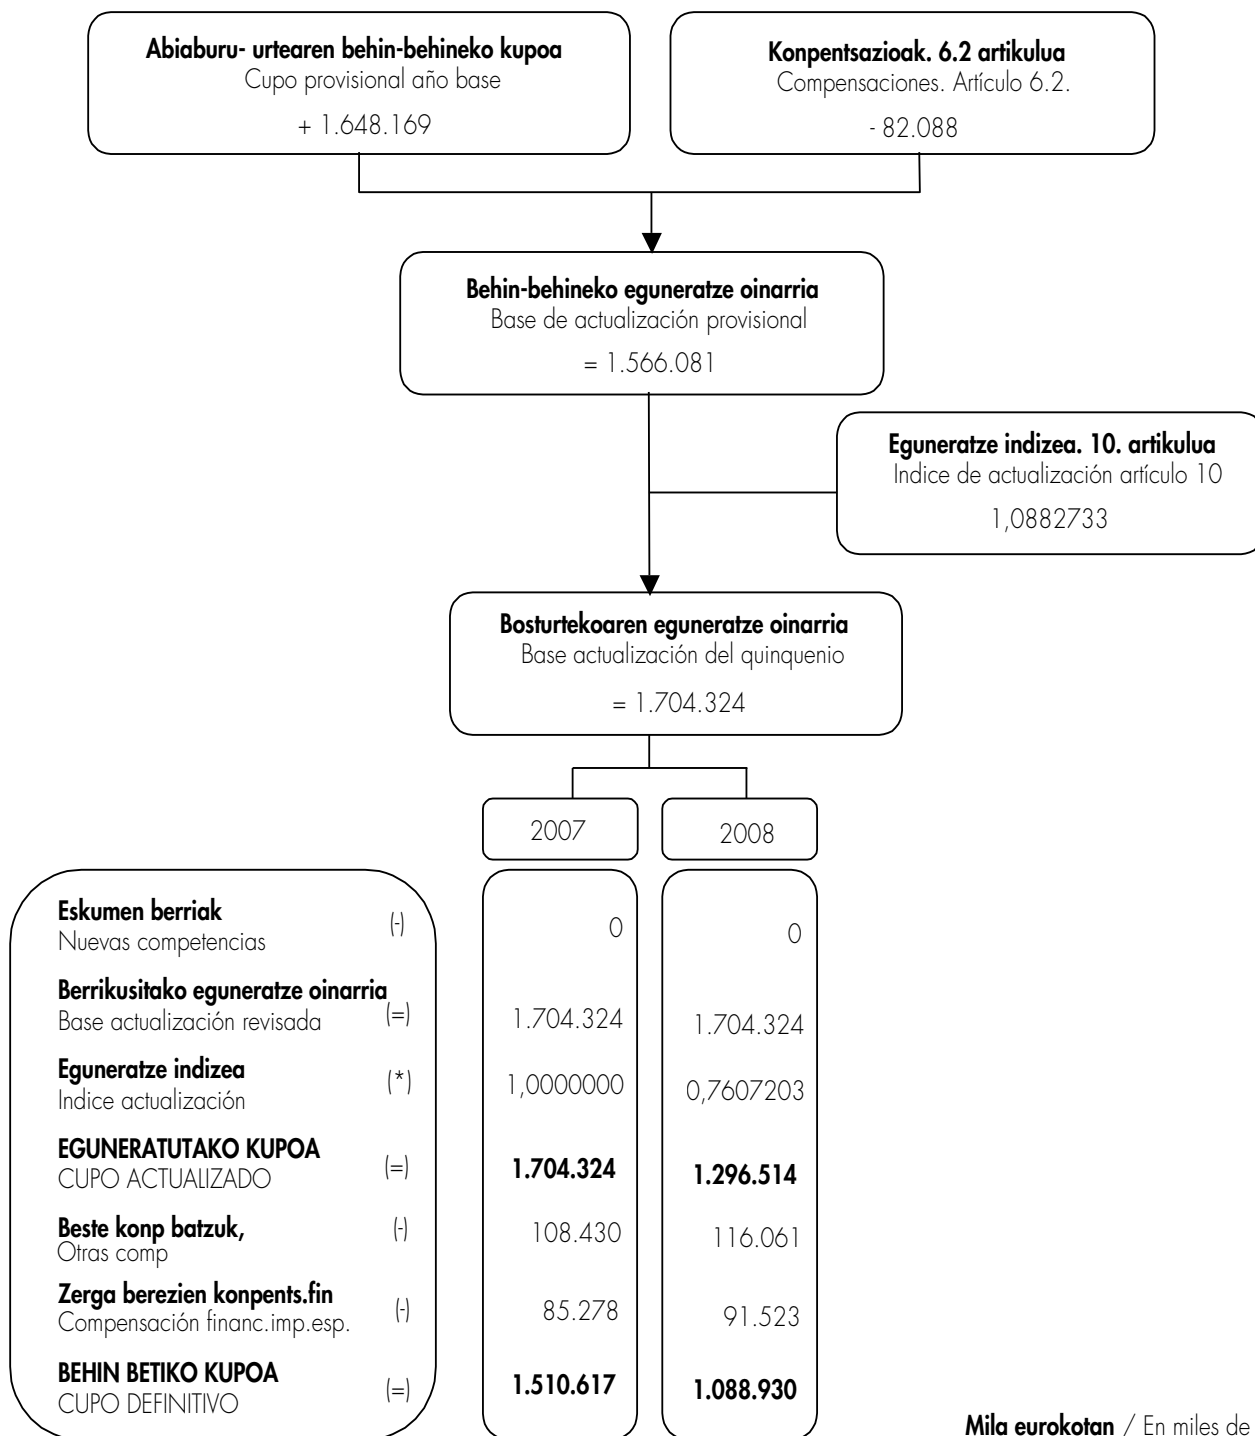 Abiaburu- urtearen behin-behineko kupoa
Cupo provisional año base
+ 1.648.169
Konpentsazioak. 6.2 artikulua
Compensaciones. Artículo 6.2.
- 82.088
Behin-behineko eguneratze oinarria
Base de actualización provisional
= 1.566.081
Eguneratze indizea. 10. artikulua
Indice de actualización artículo 10
1,0882733
Bosturtekoaren eguneratze oinarria
Base actualización del quinquenio
= 1.704.324
2007 2008
Eskumen berriak
Nuevas competencias (-) 0 0
Berrikusitako eguneratze oinarria
Base actualización revisada (=) 1.704.324 1.704.324
Eguneratze indizea
Indice actualización (*) 1,0000000 0,7607203
EGUNERATUTAKO KUPOA
CUPO ACTUALIZADO (=) 1.704.324 1.296.514
Beste konp batzuk,
Otras comp (-) 108.430 116.061
Zerga berezien konpents.fin
Compensación financ.imp.esp. (-) 85.278 91.523
BEHIN BETIKO KUPOA
CUPO DEFINITIVO (=) 1.510.617 1.088.930
Mila eurokotan / En miles de